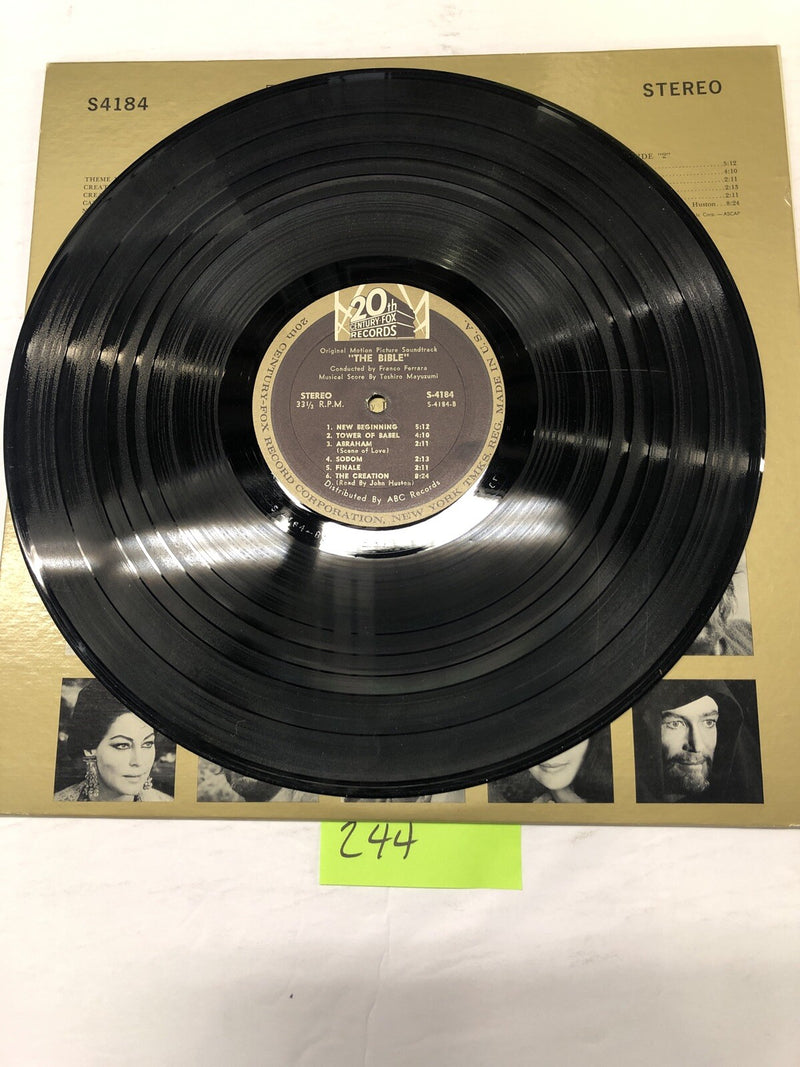 S4184
STEREO
"2"
THEME
5:12
4:10
2:11
2:13
2:11
Huston...8:24
Corp.—ASCAP
20th
CENTURY-FOX
RECORDS
Original Motion Picture Soundtrack
"THE BIBLE"
Conducted by Franco Ferrara
Musical Score By Toshiro Mayuzumi
STEREO
33⅓ R.P.M.
S-4184
S-4184-B
1. NEW BEGINNING 5:12
2. TOWER OF BABEL 4:10
3. ABRAHAM 2:11
(Scene of Love)
4. SODOM 2:13
5. FINALE 2:11
6. THE CREATION 8:24
(Read By John Huston)
Distributed By ABC Records
20th CENTURY-FOX RECORD CORPORATION, NEW YORK TMKS. REG. MADE IN U.S.A.
244